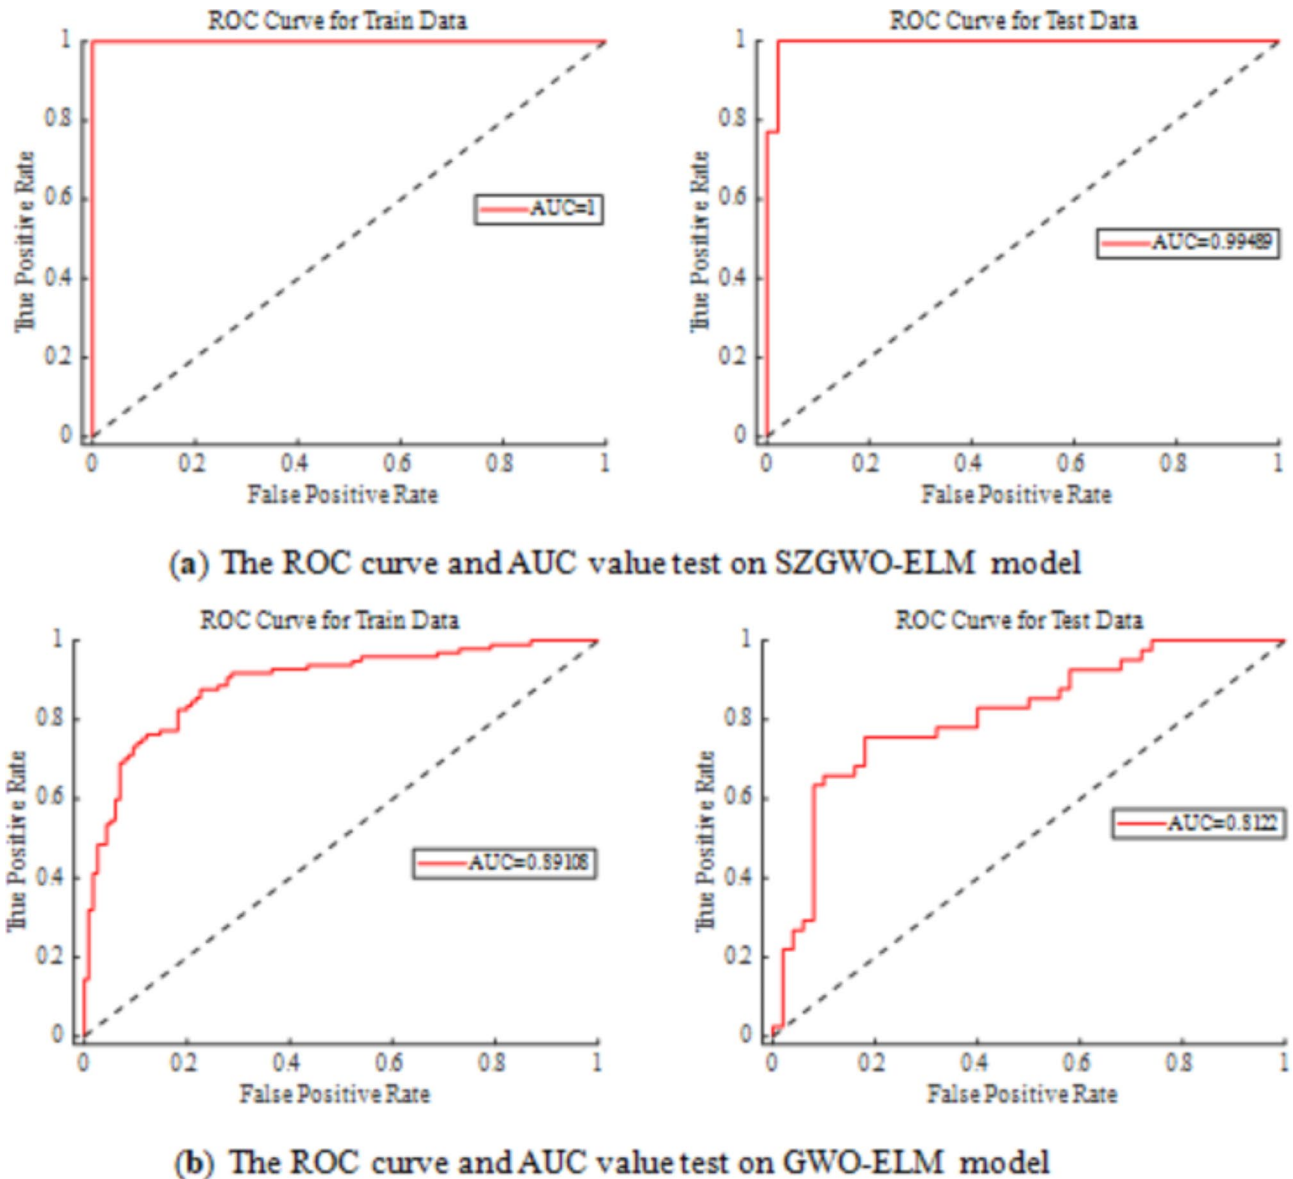 ROC Curve for Train Data
1
0.8
0.6
0.4
0.2
0
True Positive Rate
AUC=1
0 0.2 0.4 0.6 0.8 1
False Positive Rate
ROC Curve for Test Data
1
0.8
0.6
0.4
0.2
0
True Positive Rate
AUC=0.99489
0 0.2 0.4 0.6 0.8 1
False Positive Rate
(a) The ROC curve and AUC value test on SZGWO-ELM model
ROC Curve for Train Data
1
0.8
0.6
0.4
0.2
0
True Positive Rate
AUC=0.89108
0 0.2 0.4 0.6 0.8 1
False Positive Rate
ROC Curve for Test Data
1
0.8
0.6
0.4
0.2
0
True Positive Rate
AUC=0.8122
0 0.2 0.4 0.6 0.8 1
False Positive Rate
(b) The ROC curve and AUC value test on GWO-ELM model